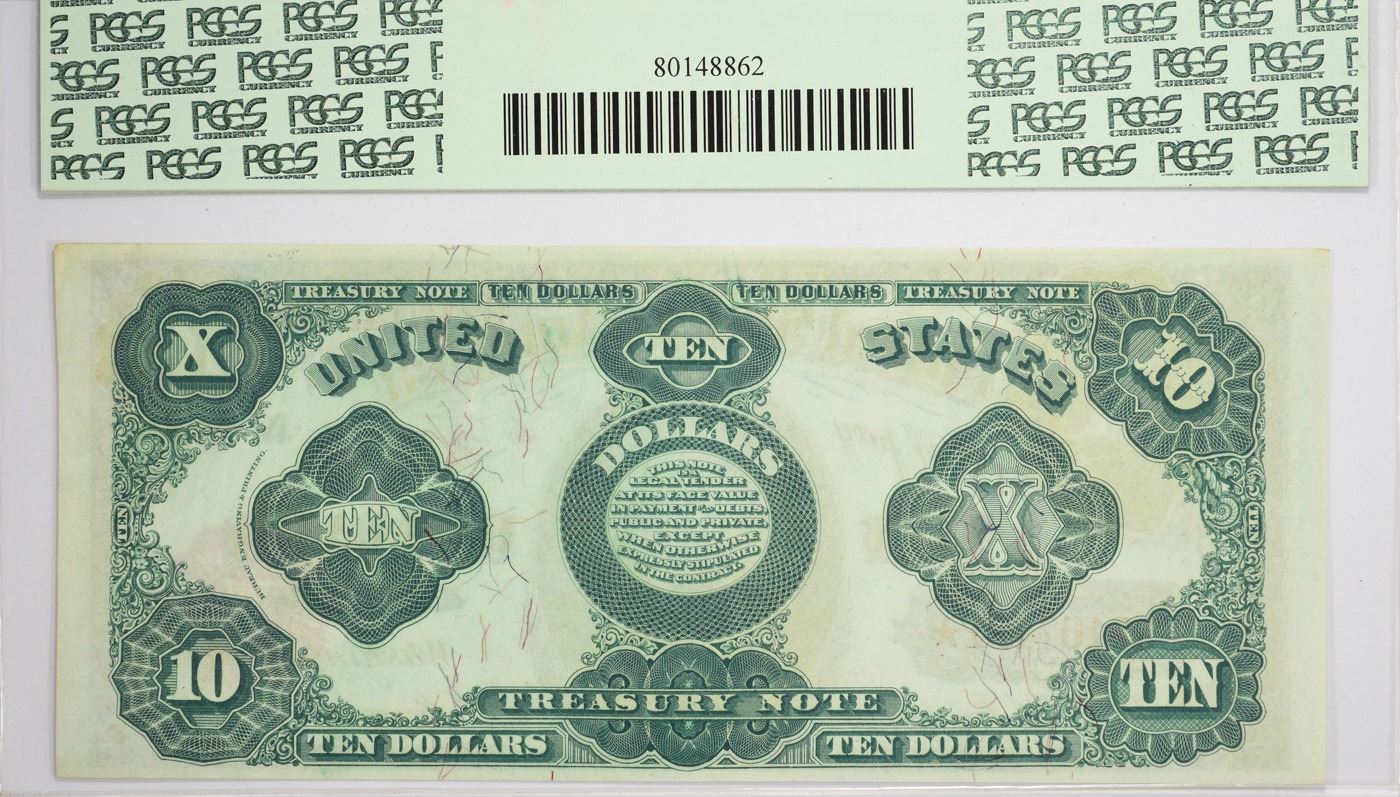 PCGS CURRENCY
80148862
TREASURY NOTE TEN DOLLARS TEN DOLLARS TREASURY NOTE
X
UNITED
TEN
STATES
10
DOLLARS
THIS NOTE
IS A
LEGAL TENDER
AT ITS FACE VALUE
IN PAYMENT OF ALL DEBTS,
PUBLIC AND PRIVATE,
EXCEPT
WHEN OTHERWISE
EXPRESSLY STIPULATED
IN THE CONTRACT.
TEN
BUREAU ENGRAVING & PRINTING.
TEN
X
TEN
10
TREASURY NOTE
TEN
TEN DOLLARS
TEN DOLLARS